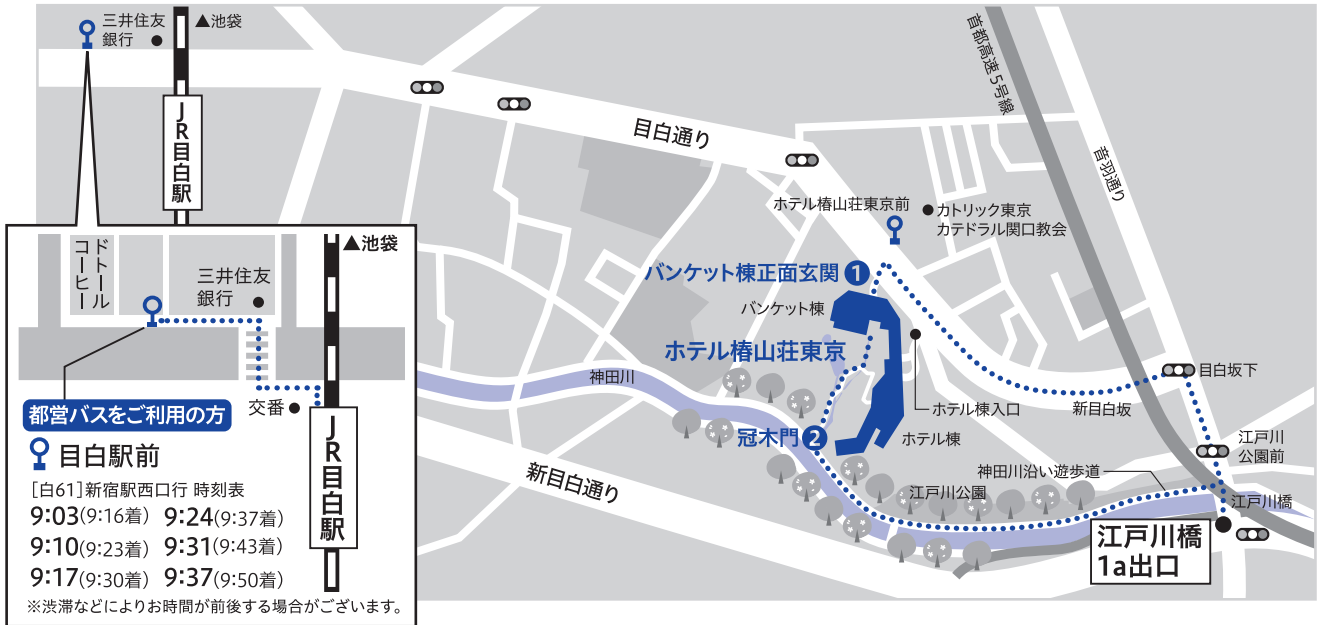 三井住友
銀行
▲池袋
JR目白駅
目白通り
首都高速5号線
音羽通り
ホテル椿山荘東京前
カトリック東京
カテドラル関口教会
バンケット棟正面玄関 1
バンケット棟
ホテル椿山荘東京
神田川
冠木門 2
ホテル棟入口
ホテル棟
新目白坂
目白坂下
江戸川
公園前
神田川沿い遊歩道
江戸川公園
江戸川橋
新目白通り
江戸川橋
1a出口
ドトール
コーヒー
三井住友
銀行
▲池袋
交番
JR目白駅
都営バスをご利用の方
目白駅前
[白61]新宿駅西口行 時刻表
9:03(9:16着) 9:24(9:37着)
9:10(9:23着) 9:31(9:43着)
9:17(9:30着) 9:37(9:50着)
※渋滞などによりお時間が前後する場合がございます。